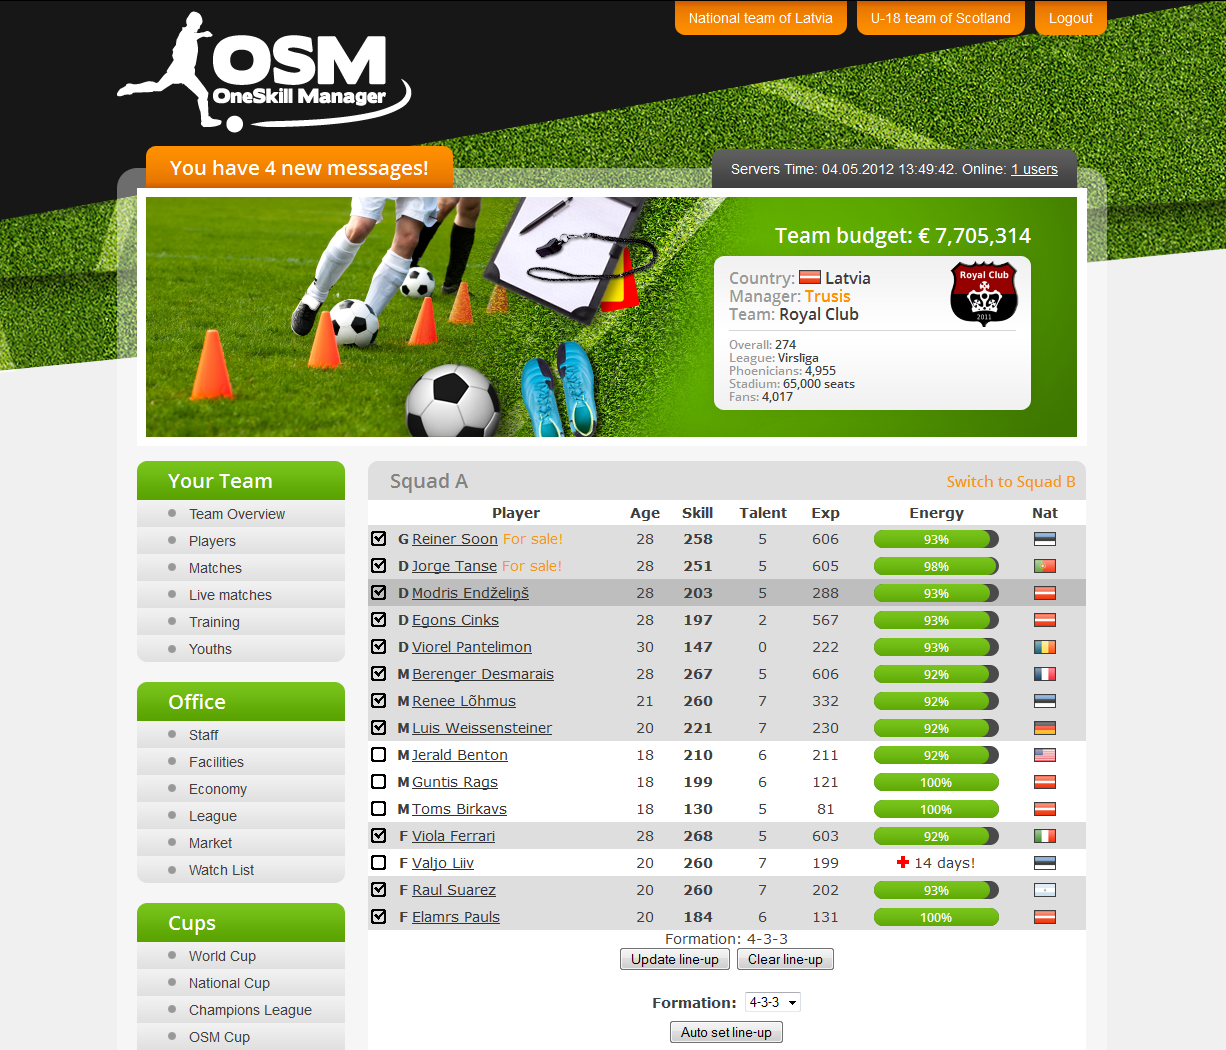 National team of Latvia
U-18 team of Scotland
Logout
OSM
OneSkill Manager
You have 4 new messages!
Servers Time: 04.05.2012 13:49:42. Online: 1 users
Team budget: € 7,705,314
Country: Latvia
Manager: Trusis
Team: Royal Club
Royal Club
2011
Overall: 274
League: Virslīga
Phoenicians: 4,955
Stadium: 65,000 seats
Fans: 4,017
Your Team
Team Overview
Players
Matches
Live matches
Training
Youths
Office
Staff
Facilities
Economy
League
Market
Watch List
Cups
World Cup
National Cup
Champions League
OSM Cup
Squad A
Switch to Squad B
Player Age Skill Talent Exp Energy Nat
G Reiner Soon For sale! 28 258 5 606 93%
D Jorge Tanse For sale! 28 251 5 605 98%
D Modris Endželiņš 28 203 5 288 93%
D Egons Cinks 28 197 2 567 93%
D Viorel Pantelimon 30 147 0 222 93%
M Berenger Desmarais 28 267 5 606 92%
M Renee Lõhmus 21 260 7 332 92%
M Luis Weissensteiner 20 221 7 230 92%
M Jerald Benton 18 210 6 211 92%
M Guntis Rags 18 199 6 121 100%
M Toms Birkavs 18 130 5 81 100%
F Viola Ferrari 28 268 5 603 92%
F Valjo Liiv 20 260 7 199 14 days!
F Raul Suarez 20 260 7 202 93%
F Elamrs Pauls 20 184 6 131 100%
Formation: 4-3-3
Update line-up Clear line-up
Formation: 4-3-3
Auto set line-up